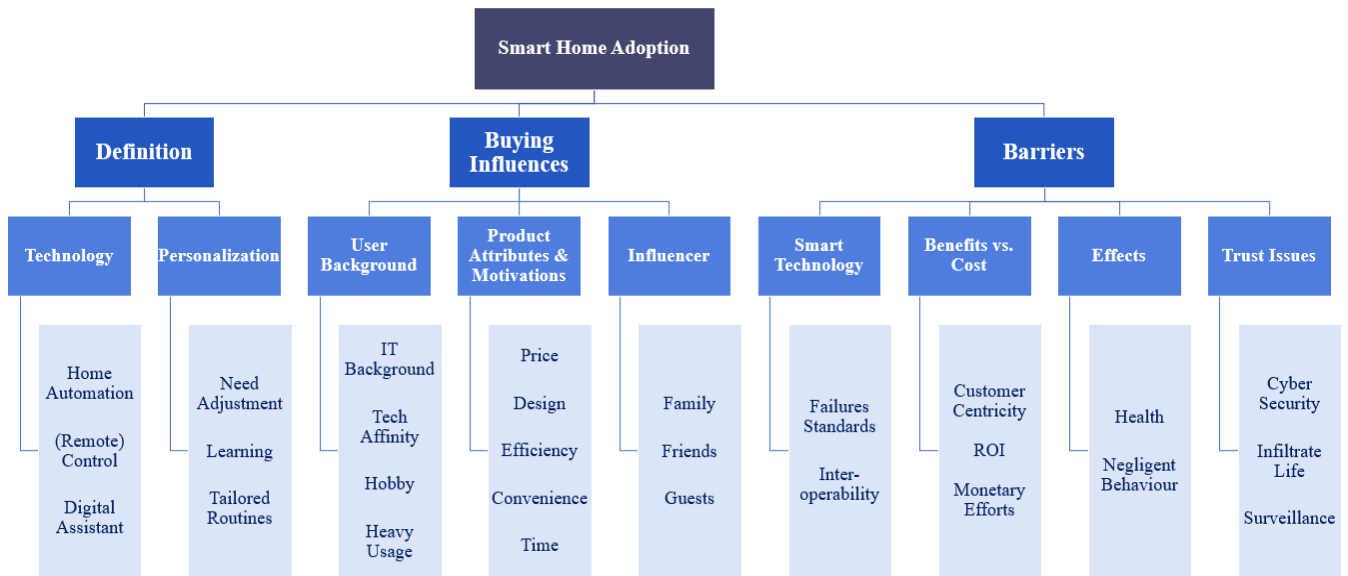 Smart Home Adoption
Definition
Buying
Influences
Barriers
Technology
Personalization
User
Background
Product
Attributes &
Motivations
Influencer
Smart
Technology
Benefits vs.
Cost
Effects
Trust Issues
Home
Automation
(Remote)
Control
Digital
Assistant
Need
Adjustment
Learning
Tailored
Routines
IT
Background
Tech
Affinity
Hobby
Heavy
Usage
Price
Design
Efficiency
Convenience
Time
Family
Friends
Guests
Failures
Standards
Inter-
operability
Customer
Centricity
ROI
Monetary
Efforts
Health
Negligent
Behaviour
Cyber
Security
Infiltrate
Life
Surveillance